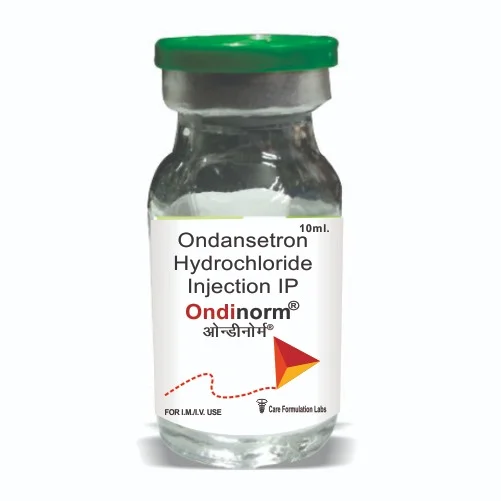 10ml.
Ondansetron
Hydrochloride
Injection IP
Ondinorm®
ओन्डीनोर्म®
FOR I.M./I.V. USE
Care Formulation Labs